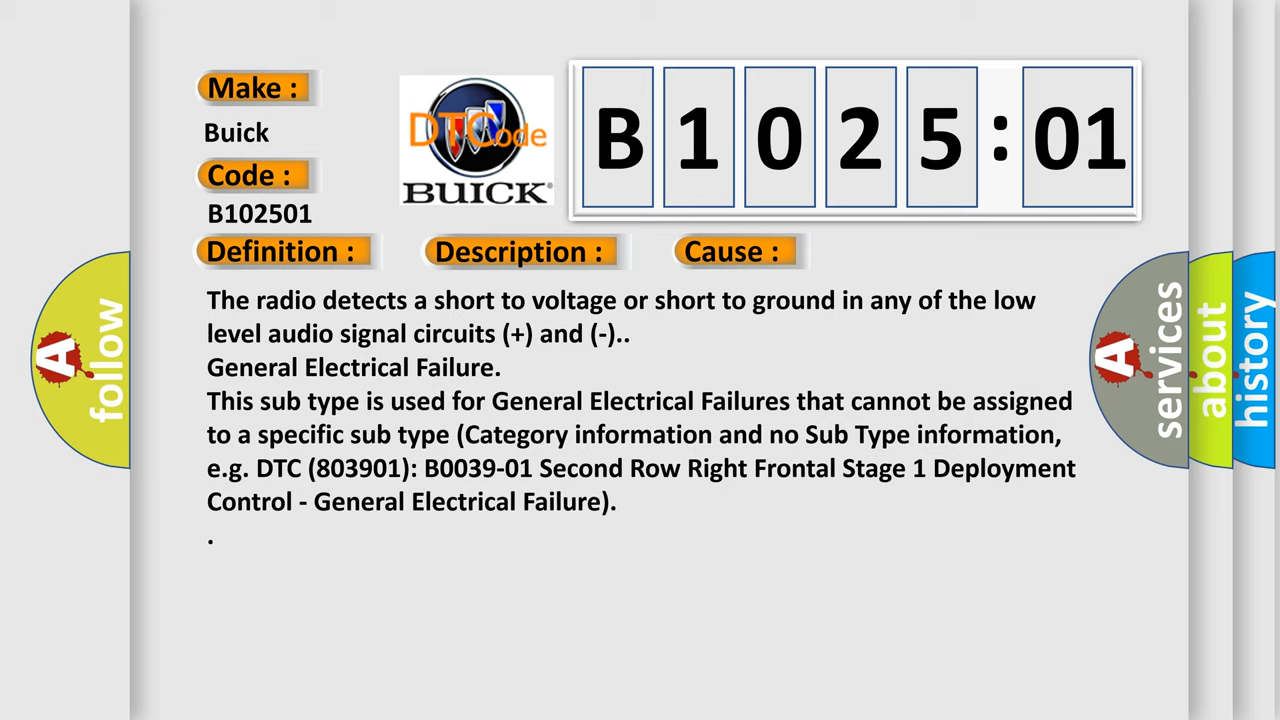 Make :
Buick
Code :
B102501
DTCode
BUICK®
B 1 0 2 5 : 01
Definition :
Description :
Cause :
The radio detects a short to voltage or short to ground in any of the low
level audio signal circuits (+) and (-)..
General Electrical Failure.
This sub type is used for General Electrical Failures that cannot be assigned
to a specific sub type (Category information and no Sub Type information,
e.g. DTC (803901): B0039-01 Second Row Right Frontal Stage 1 Deployment
Control - General Electrical Failure).
.
A follow
A services
about
history